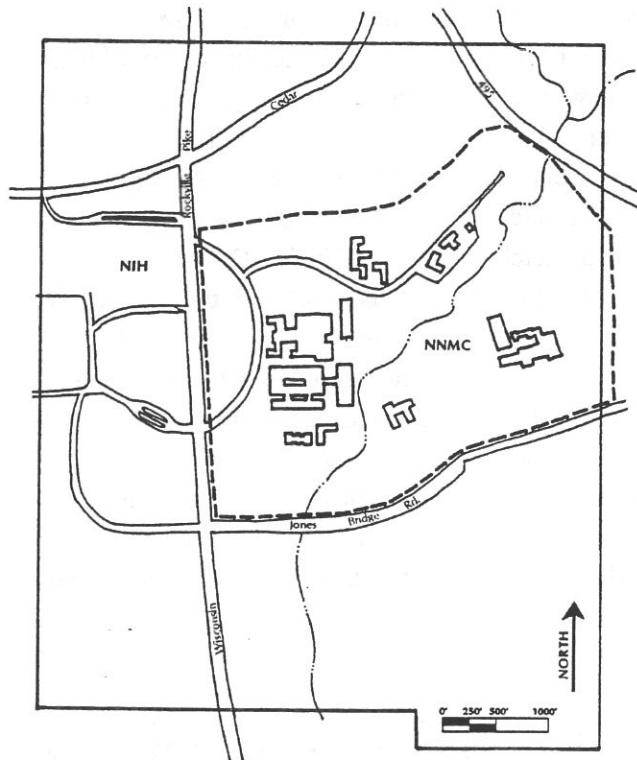 Cedar
495
Rockville Pike
NIH
NNMC
Jones Bridge Rd.
Wisconsin
NORTH
0' 250' 500' 1000'